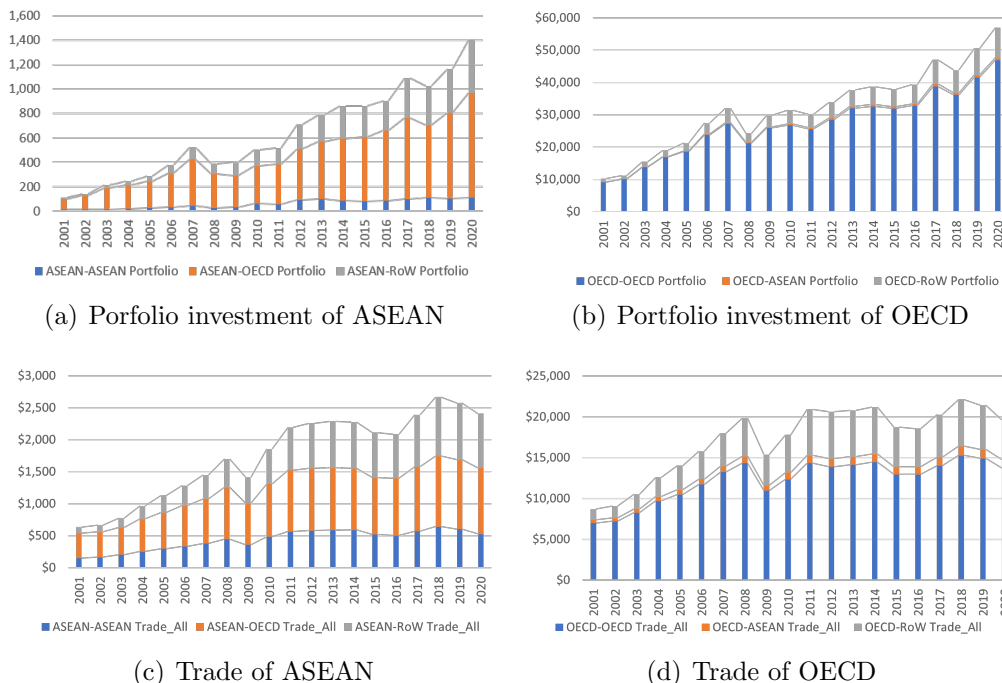 1,600
1,400
1,200
1,000
800
600
400
200
0
2001 2002 2003 2004 2005 2006 2007 2008 2009 2010 2011 2012 2013 2014 2015 2016 2017 2018 2019 2020
ASEAN-ASEAN Portfolio ASEAN-OECD Portfolio ASEAN-RoW Portfolio
(a) Porfolio investment of ASEAN
$60,000
$50,000
$40,000
$30,000
$20,000
$10,000
$0
2001 2002 2003 2004 2005 2006 2007 2008 2009 2010 2011 2012 2013 2014 2015 2016 2017 2018 2019 2020
OECD-OECD Portfolio OECD-ASEAN Portfolio OECD-RoW Portfolio
(b) Portfolio investment of OECD
$3,000
$2,500
$2,000
$1,500
$1,000
$500
$0
2001 2002 2003 2004 2005 2006 2007 2008 2009 2010 2011 2012 2013 2014 2015 2016 2017 2018 2019 2020
ASEAN-ASEAN Trade_All ASEAN-OECD Trade_All ASEAN-RoW Trade_All
(c) Trade of ASEAN
$25,000
$20,000
$15,000
$10,000
$5,000
$0
2001 2002 2003 2004 2005 2006 2007 2008 2009 2010 2011 2012 2013 2014 2015 2016 2017 2018 2019
OECD-OECD Trade_All OECD-ASEAN Trade_All OECD-RoW Trade_All
(d) Trade of OECD